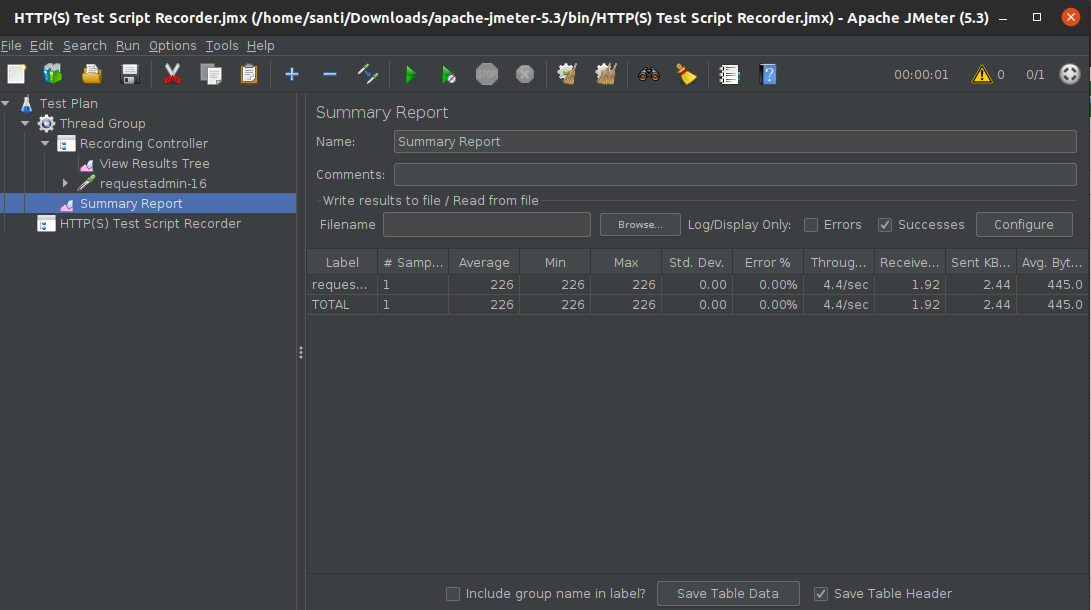 HTTP(S) Test Script Recorder.jmx (/home/santi/Downloads/apache-jmeter-5.3/bin/HTTP(S) Test Script Recorder.jmx) - Apache JMeter (5.3)
File Edit Search Run Options Tools Help
STOP 00:00:01 0 0/1
Test Plan
Thread Group
Recording Controller
View Results Tree
requestadmin-16
Summary Report
HTTP(S) Test Script Recorder
Summary Report
Name: Summary Report
Comments:
Write results to file / Read from file
Filename Browse... Log/Display Only: Errors Successes Configure
Label # Samp... Average Min Max Std. Dev. Error % Throug... Receive... Sent KB... Avg. Byt...
reques... 1 226 226 226 0.00 0.00% 4.4/sec 1.92 2.44 445.0
TOTAL 1 226 226 226 0.00 0.00% 4.4/sec 1.92 2.44 445.0
Include group name in label? Save Table Data Save Table Header